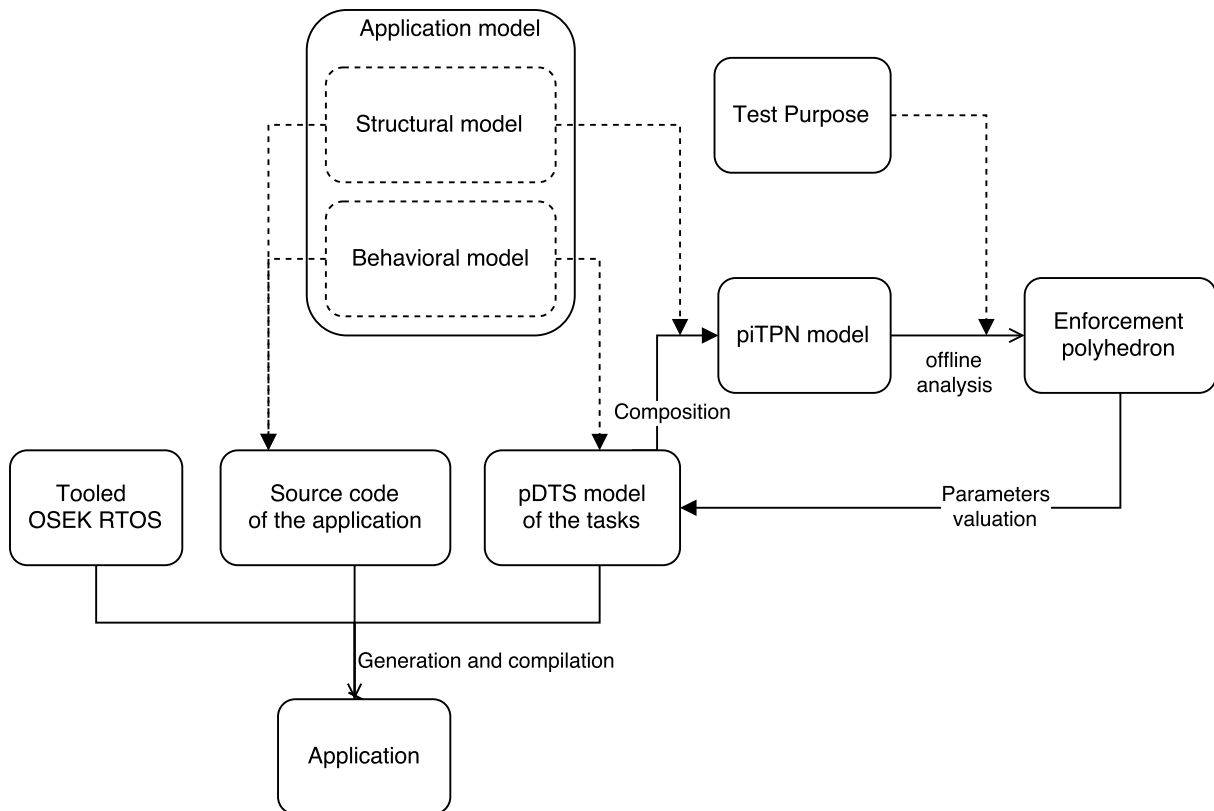 Application model
Structural model
Test Purpose
Behavioral model
piTPN model
Enforcement
polyhedron
offline
analysis
Composition
Tooled
OSEK RTOS
Source code
of the application
pDTS model
of the tasks
Parameters
valuation
Generation and compilation
Application